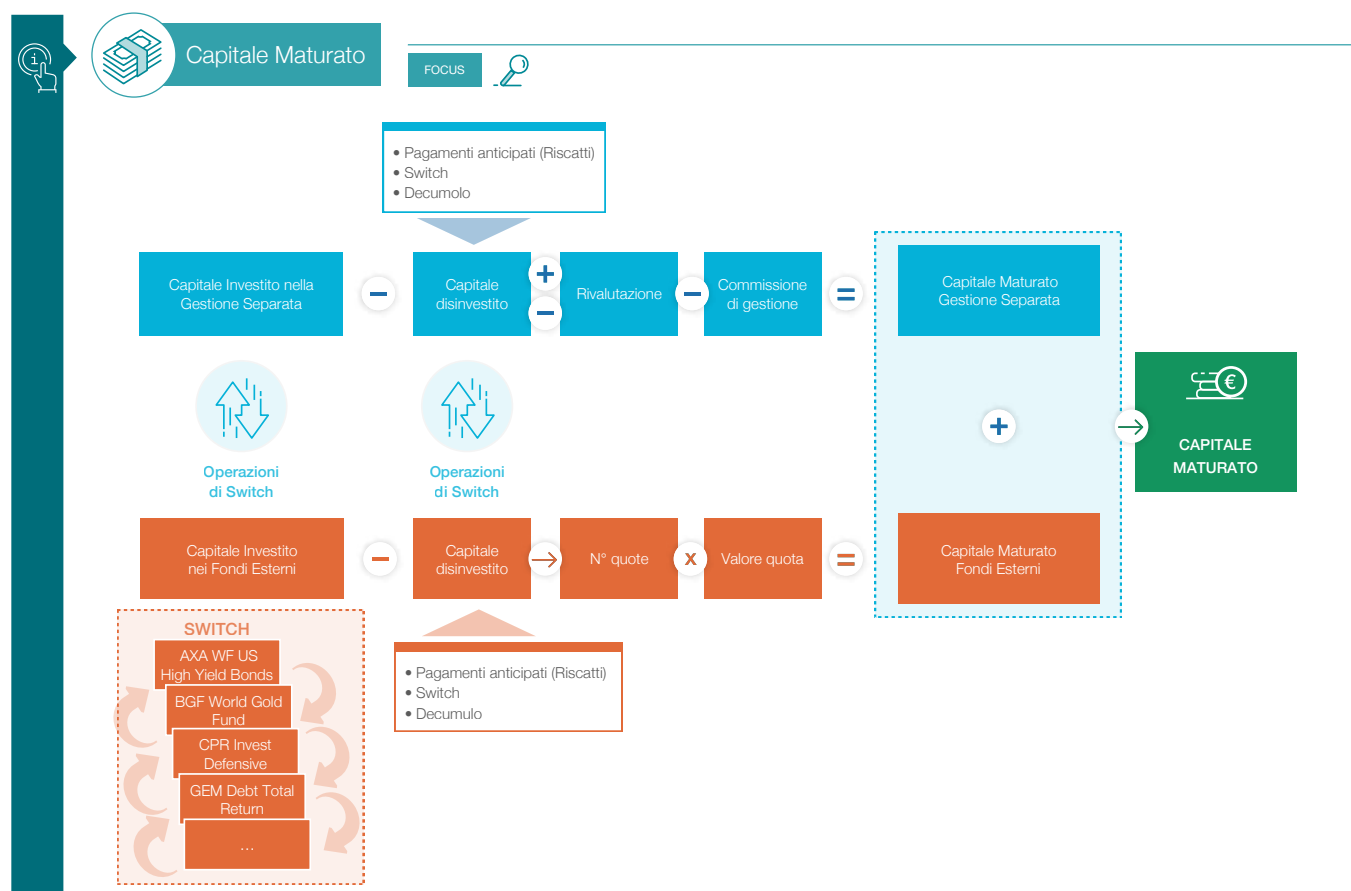 Capitale Maturato
FOCUS
• Pagamenti anticipati (Riscatti)
• Switch
• Decumolo
Capitale Investito nella
Gestione Separata
−
Capitale
disinvestito
+
−
Rivalutazione
−
Commissione
di gestione
=
Capitale Maturato
Gestione Separata
Operazioni
di Switch
Operazioni
di Switch
+
→
€
CAPITALE
MATURATO
Capitale Investito
nei Fondi Esterni
−
Capitale
disinvestito
→
N° quote
x
Valore quota
=
Capitale Maturato
Fondi Esterni
SWITCH
AXA WF US
High Yield Bonds
BGF World Gold
Fund
CPR Invest
Defensive
GEM Debt Total
Return
...
• Pagamenti anticipati (Riscatti)
• Switch
• Decumulo